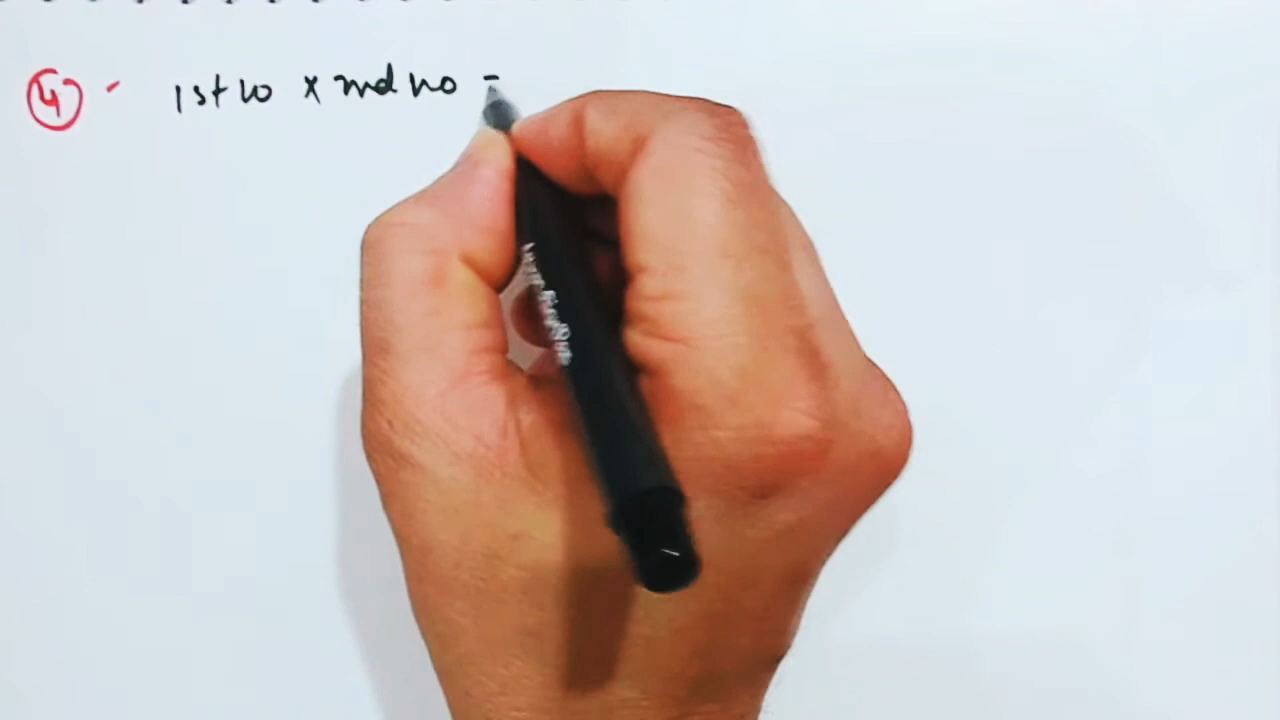 ④ - 1st no × 2nd no =